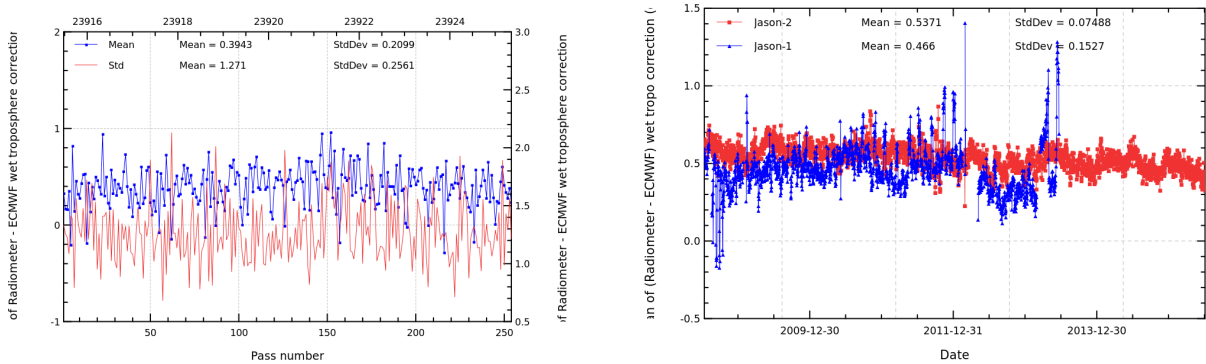 23916 23918 23920 23922 23924
2 3.0
Mean Mean = 0.3943 StdDev = 0.2099
Std Mean = 1.271 StdDev = 0.2561
2.5
1 2.0
1.5
0
1.0
-1 0.5
50 100 150 200 250
Pass number
of Radiometer - ECMWF wet troposphere correction
of Radiometer - ECMWF wet troposphere correction
1.5
Jason-2 Mean = 0.5371 StdDev = 0.07488
Jason-1 Mean = 0.466 StdDev = 0.1527
1.0
0.5
0.0
-0.5
2009-12-30 2011-12-31 2013-12-30
Date
an of (Radiometer - ECMWF) wet tropo correction (